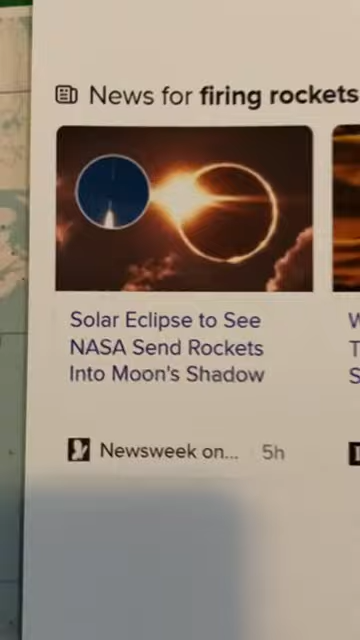 News for firing rockets
Solar Eclipse to See
NASA Send Rockets
Into Moon's Shadow
Newsweek on... 5h